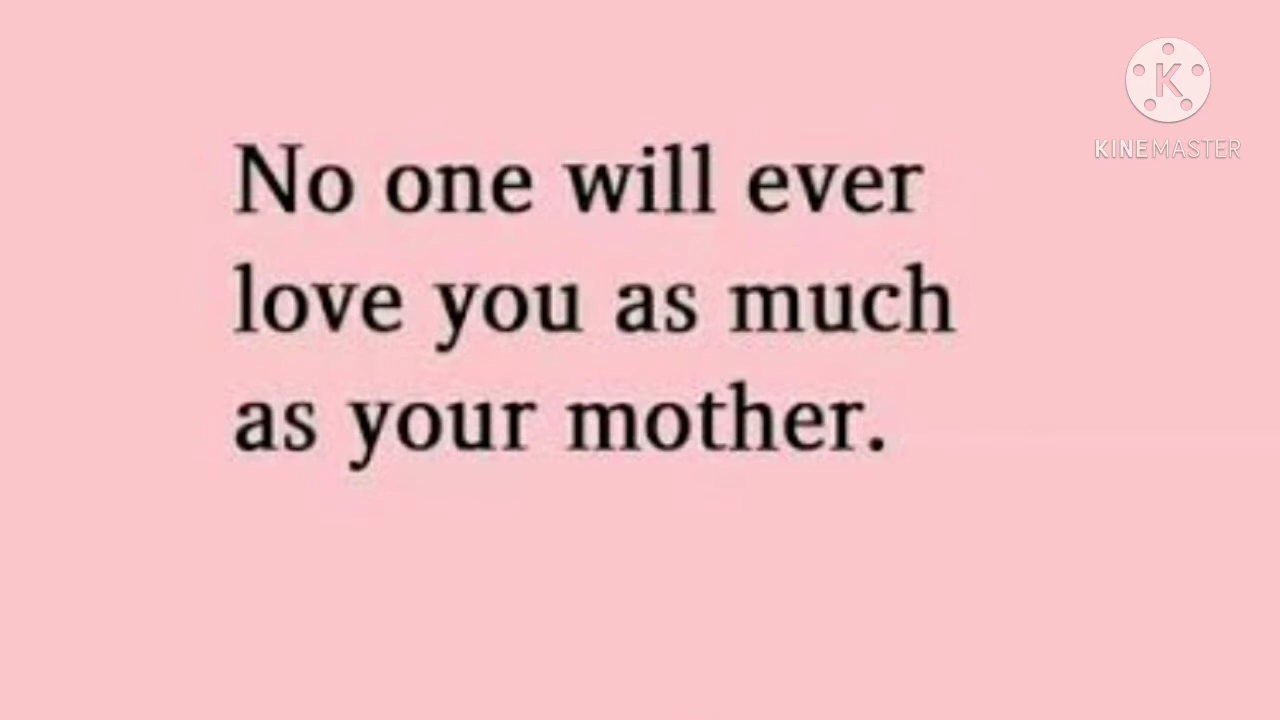 No one will ever
love you as much
as your mother.
K
KINEMASTER